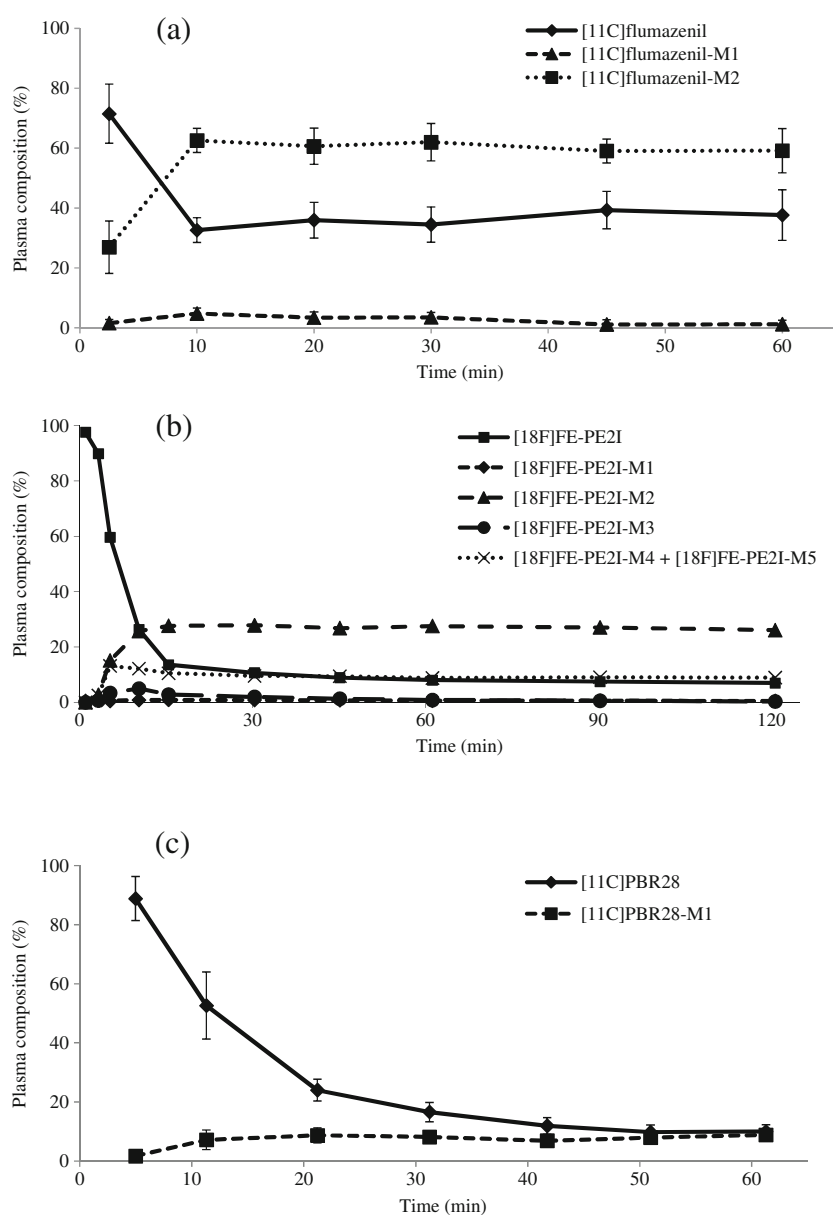 (a)
[11C]flumazenil
[11C]flumazenil-M1
[11C]flumazenil-M2
Plasma composition (%)
100
80
60
40
20
0
0 10 20 30 40 50 60
Time (min)
(b)
[18F]FE-PE2I
[18F]FE-PE2I-M1
[18F]FE-PE2I-M2
[18F]FE-PE2I-M3
[18F]FE-PE2I-M4 + [18F]FE-PE2I-M5
Plasma composition (%)
100
80
60
40
20
0
0 30 60 90 120
Time (min)
(c)
[11C]PBR28
[11C]PBR28-M1
Plasma composition (%)
100
80
60
40
20
0
0 10 20 30 40 50 60
Time (min)